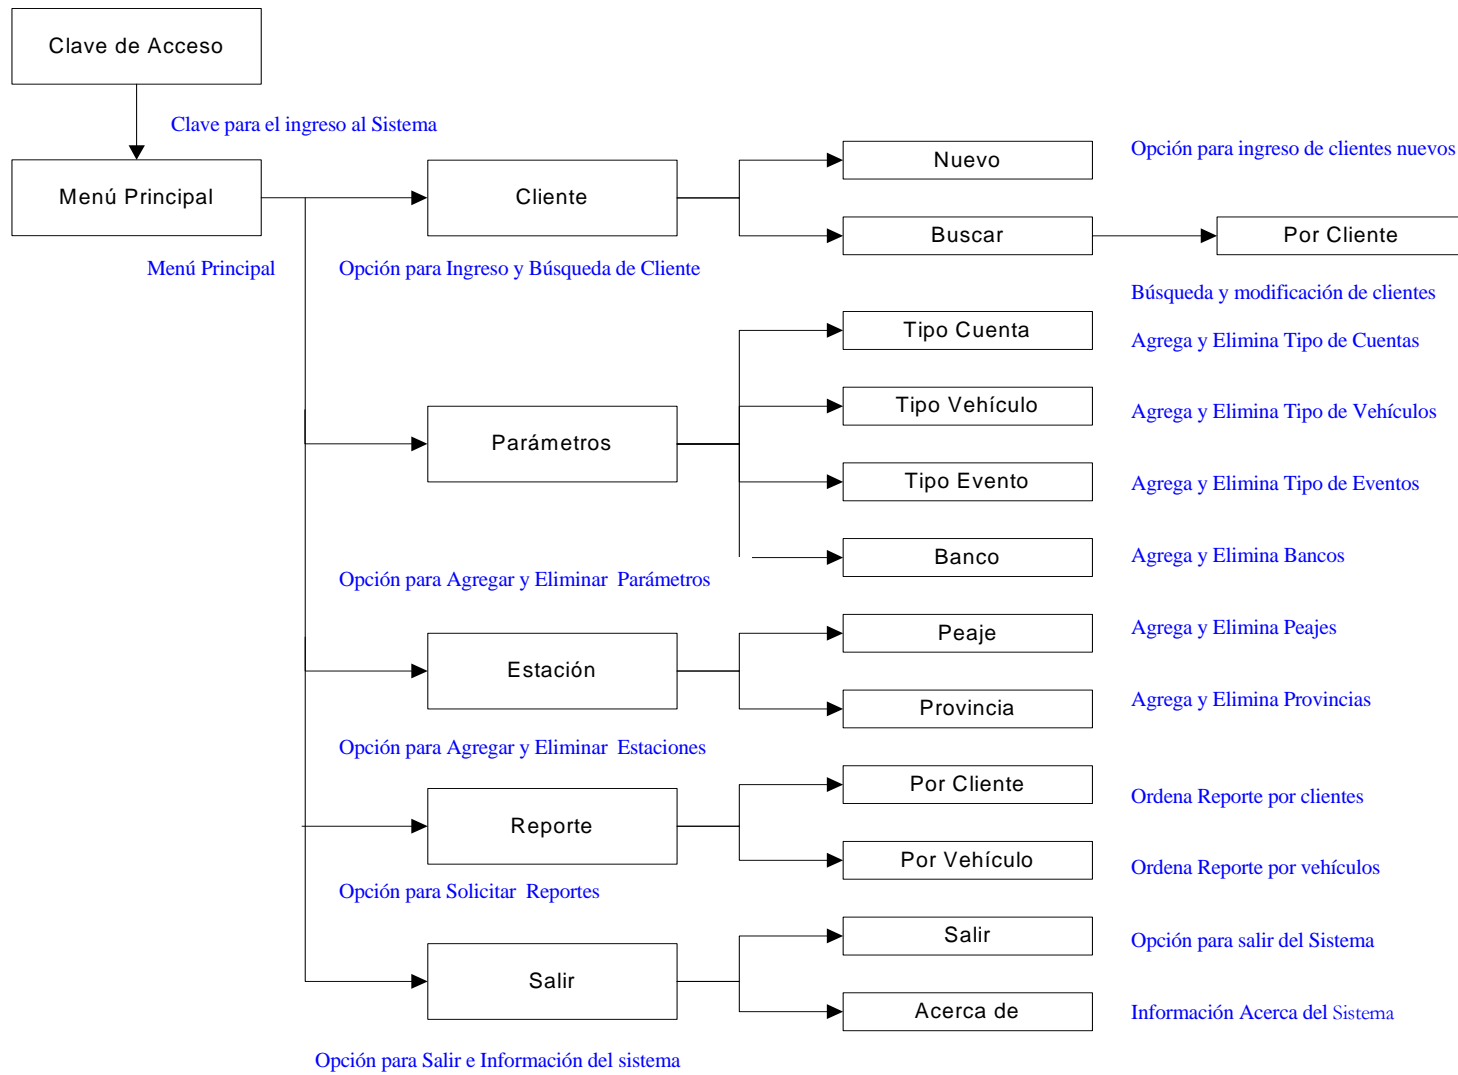 Clave de Acceso
Clave para el ingreso al Sistema
Menú Principal
Menú Principal
Cliente
Opción para Ingreso y Búsqueda de Cliente
Nuevo
Opción para ingreso de clientes nuevos
Buscar
Por Cliente
Búsqueda y modificación de clientes
Parámetros
Opción para Agregar y Eliminar Parámetros
Tipo Cuenta
Agrega y Elimina Tipo de Cuentas
Tipo Vehículo
Agrega y Elimina Tipo de Vehículos
Tipo Evento
Agrega y Elimina Tipo de Eventos
Banco
Agrega y Elimina Bancos
Estación
Opción para Agregar y Eliminar Estaciones
Peaje
Agrega y Elimina Peajes
Provincia
Agrega y Elimina Provincias
Reporte
Opción para Solicitar Reportes
Por Cliente
Ordena Reporte por clientes
Por Vehículo
Ordena Reporte por vehículos
Salir
Opción para Salir e Información del sistema
Salir
Opción para salir del Sistema
Acerca de
Información Acerca del Sistema